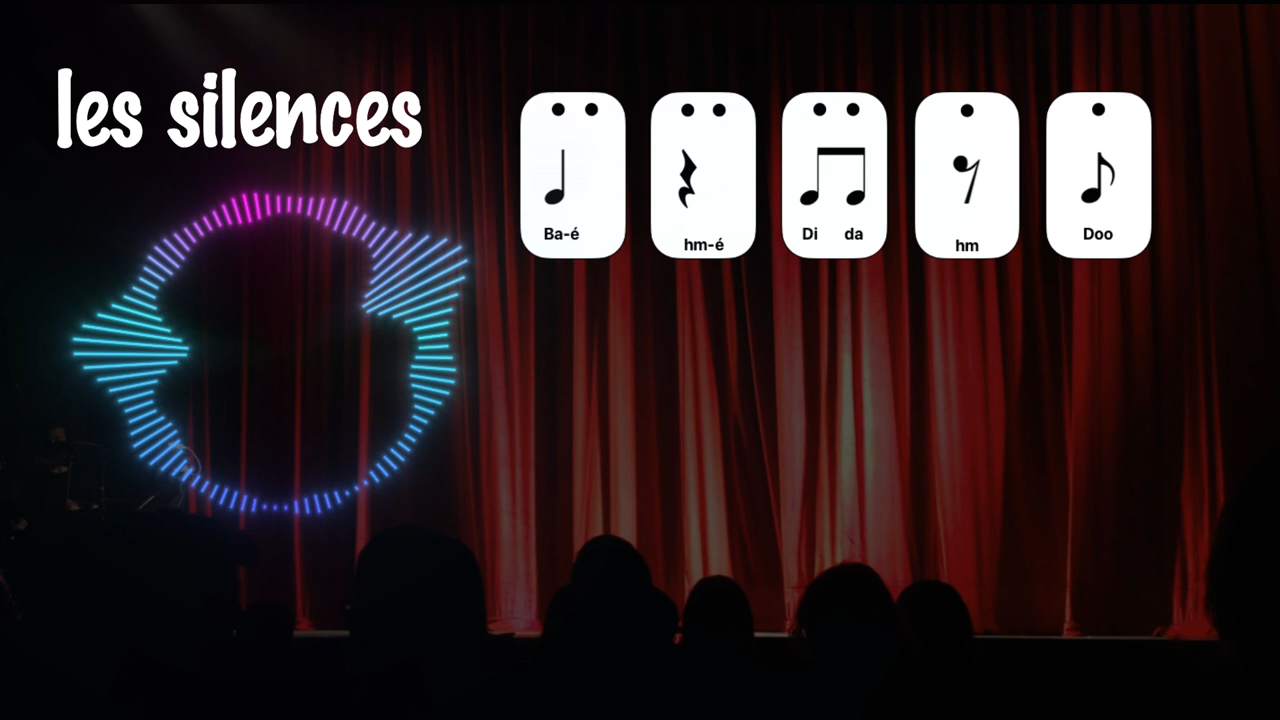 les silences
Ba-é
hm-é
Di da
hm
Doo